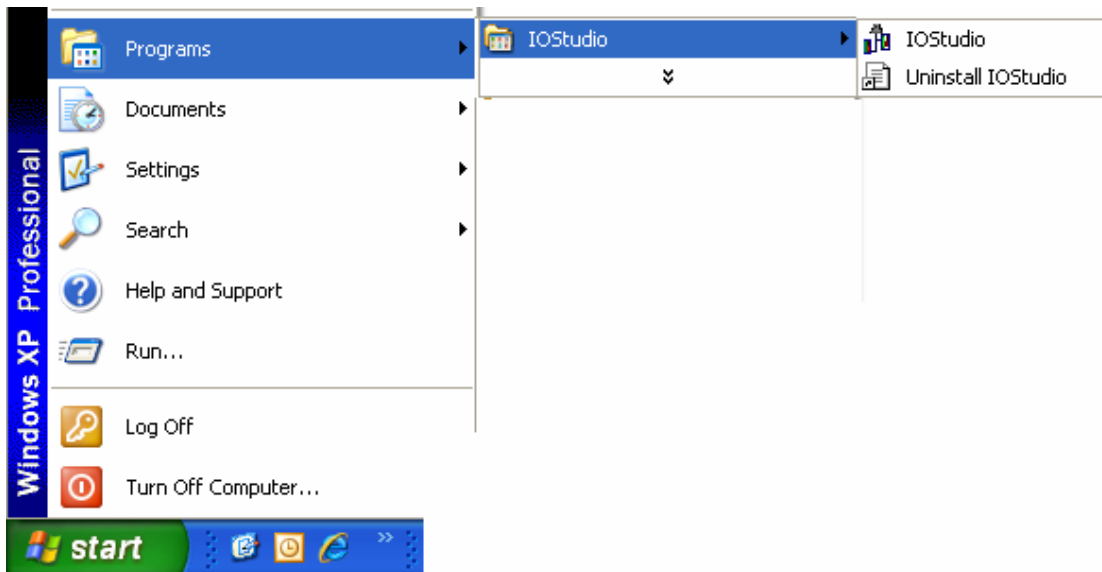 Programs
IOStudio
IOStudio
Uninstall IOStudio
Documents
Settings
Search
Help and Support
Run...
Log Off
Turn Off Computer...
Windows XP Professional
start